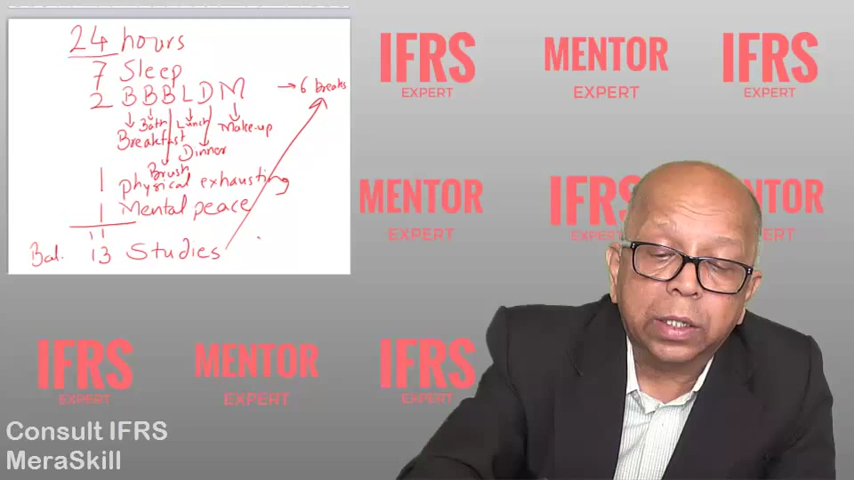 24 hours
7 Sleep
2 BBBLDM → 6 breaks
Bath Lunch Make-up
Breakfast
Dinner
Brush
1 physical exhausting
1 Mental peace
11
Bal. 13 Studies
IFRS
EXPERT
MENTOR
EXPERT
IFRS
EXPERT
MENTOR
EXPERT
IFRS
EXPERT
MENTOR
EXPERT
IFRS
EXPERT
MENTOR
EXPERT
IFRS
EXPERT
Consult IFRS
MeraSkill